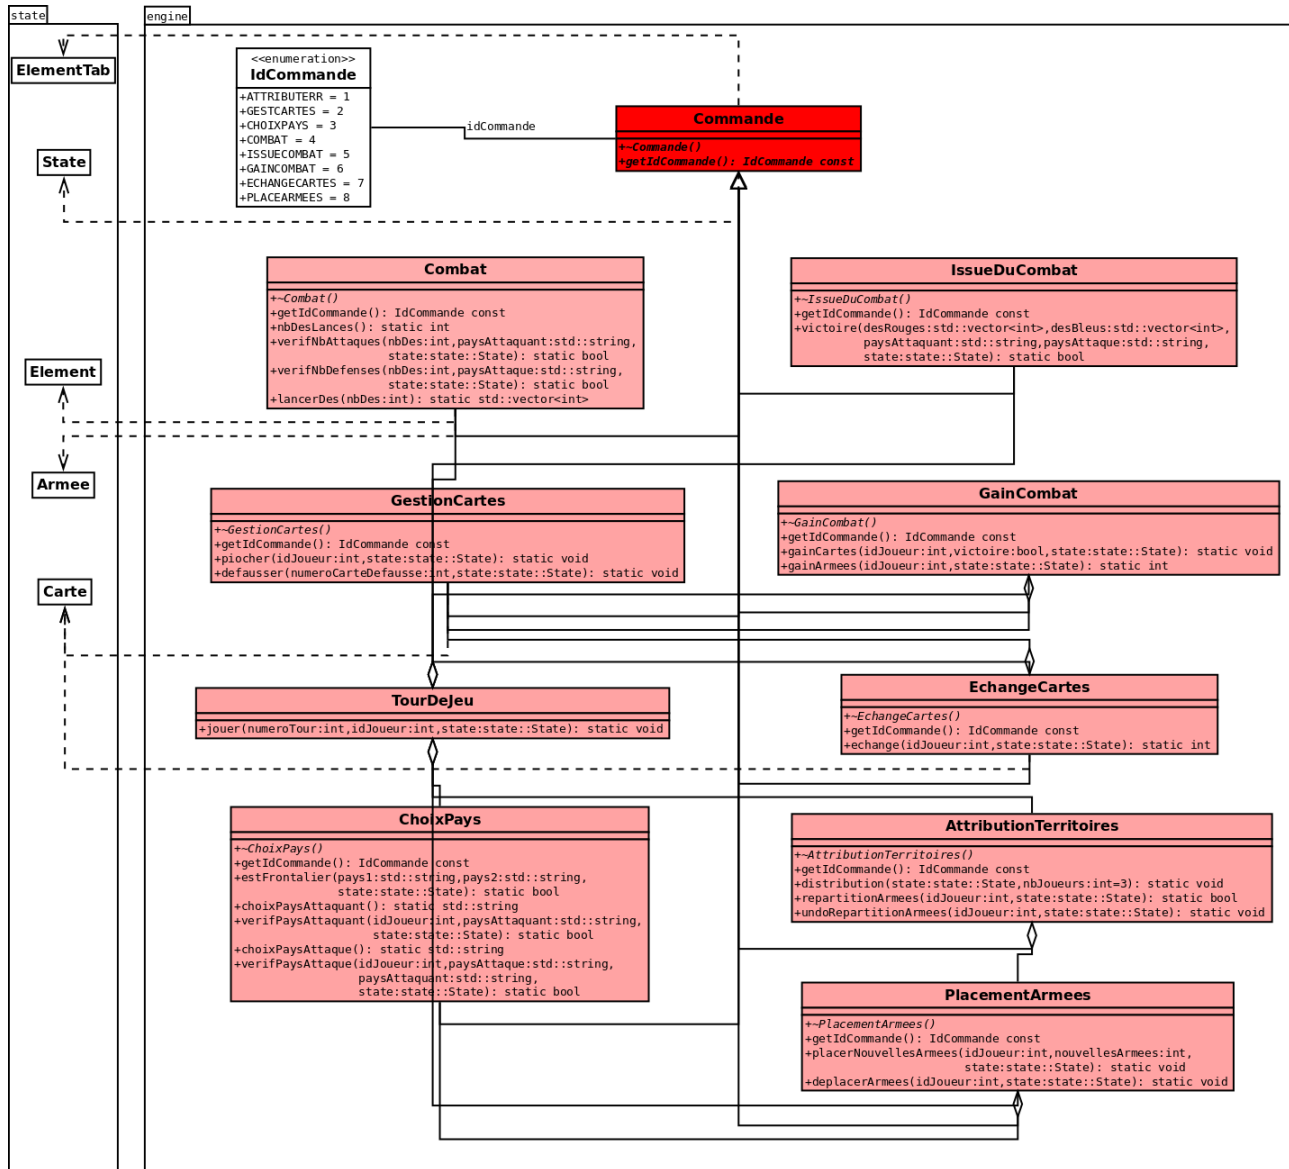 state
engine
ElementTab
<<enumeration>>
IdCommande
+ATTRIBUTERR = 1
+GESTCARTES = 2
+CHOIXPAYS = 3
+COMBAT = 4
+ISSUECOMBAT = 5
+GAINCOMBAT = 6
+ECHANGECARTES = 7
+PLACEARMEES = 8
idCommande
Commande
+~Commande()
+getIdCommande(): IdCommande const
State
Combat
+~Combat()
+getIdCommande(): IdCommande const
+nbDesLances(): static int
+verifNbAttaques(nbDes:int,paysAttaquant:std::string,
state:state::State): static bool
+verifNbDefenses(nbDes:int,paysAttaque:std::string,
state:state::State): static bool
+lancerDes(nbDes:int): static std::vector<int>
IssueDuCombat
+~IssueDuCombat()
+getIdCommande(): IdCommande const
+victoire(desRouges:std::vector<int>,desBleus:std::vector<int>,
paysAttaquant:std::string,paysAttaque:std::string,
state:state::State): static bool
Element
Armee
GestionCartes
+~GestionCartes()
+getIdCommande(): IdCommande const
+piocher(idJoueur:int,state:state::State): static void
+defausser(numeroCarteDefausse:int,state:state::State): static void
GainCombat
+~GainCombat()
+getIdCommande(): IdCommande const
+gainCartes(idJoueur:int,victoire:bool,state:state::State): static void
+gainArmees(idJoueur:int,state:state::State): static int
Carte
TourDeJeu
+jouer(numeroTour:int,idJoueur:int,state:state::State): static void
EchangeCartes
+~EchangeCartes()
+getIdCommande(): IdCommande const
+echange(idJoueur:int,state:state::State): static int
ChoixPays
+~ChoixPays()
+getIdCommande(): IdCommande const
+estFrontalier(pays1:std::string,pays2:std::string,
state:state::State): static bool
+choixPaysAttaquant(): static std::string
+verifPaysAttaquant(idJoueur:int,paysAttaquant:std::string,
state:state::State): static bool
+choixPaysAttaque(): static std::string
+verifPaysAttaque(idJoueur:int,paysAttaque:std::string,
paysAttaquant:std::string,
state:state::State): static bool
AttributionTerritoires
+~AttributionTerritoires()
+getIdCommande(): IdCommande const
+distribution(state:state::State,nbJoueurs:int=3): static void
+repartitionArmees(idJoueur:int,state:state::State): static bool
+undoRepartitionArmees(idJoueur:int,state:state::State): static void
PlacementArmees
+~PlacementArmees()
+getIdCommande(): IdCommande const
+placerNouvellesArmees(idJoueur:int,nouvellesArmees:int,
state:state::State): static void
+deplacerArmees(idJoueur:int,state:state::State): static void